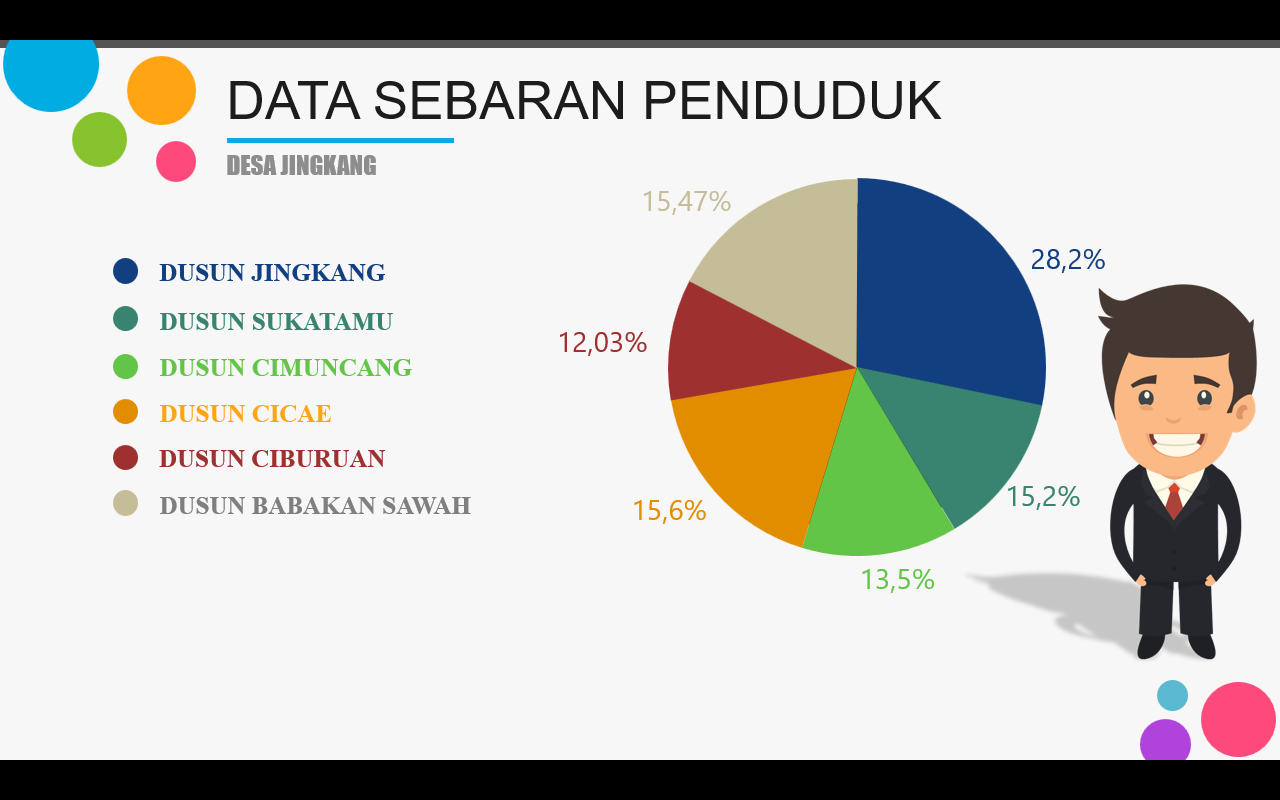 DATA SEBARAN PENDUDUK
DESA JINGKANG
DUSUN JINGKANG
DUSUN SUKATAMU
DUSUN CIMUNCANG
DUSUN CICAE
DUSUN CIBURUAN
DUSUN BABAKAN SAWAH
15,47%
28,2%
12,03%
15,2%
15,6%
13,5%